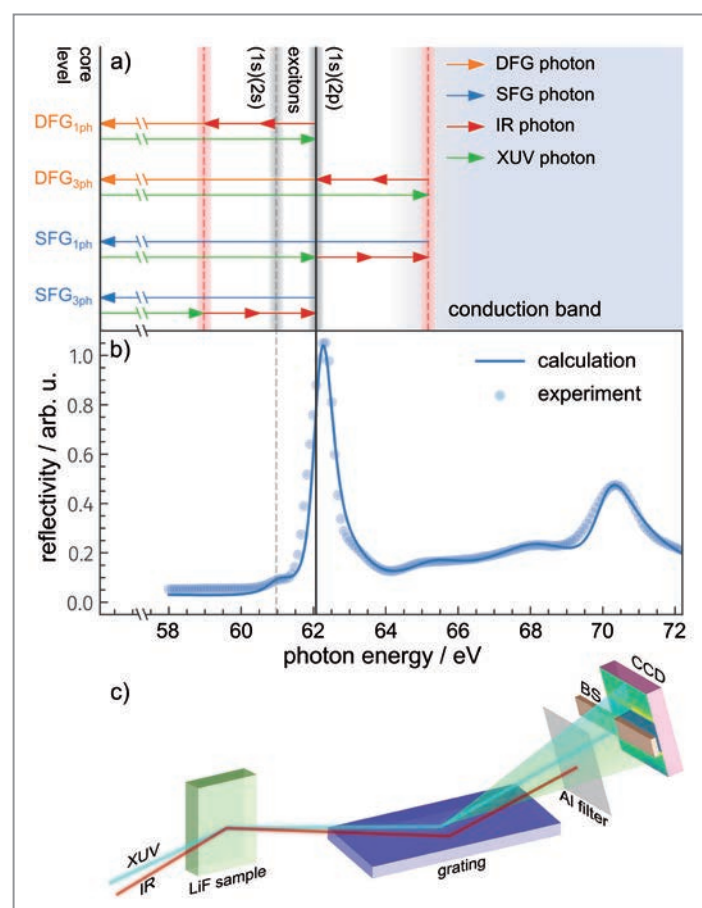 a)
core
level
(1s)(2s)
excitons
(1s)(2p)
DFG photon
SFG photon
IR photon
XUV photon
DFG1ph
DFG3ph
SFG1ph
SFG3ph
conduction band
b)
calculation
experiment
reflectivity / arb. u.
1.0
0.8
0.6
0.4
0.2
0.0
58 60 62 64 66 68 70 72
photon energy / eV
c)
CCD
BS
Al filter
XUV
IR
LiF sample
grating